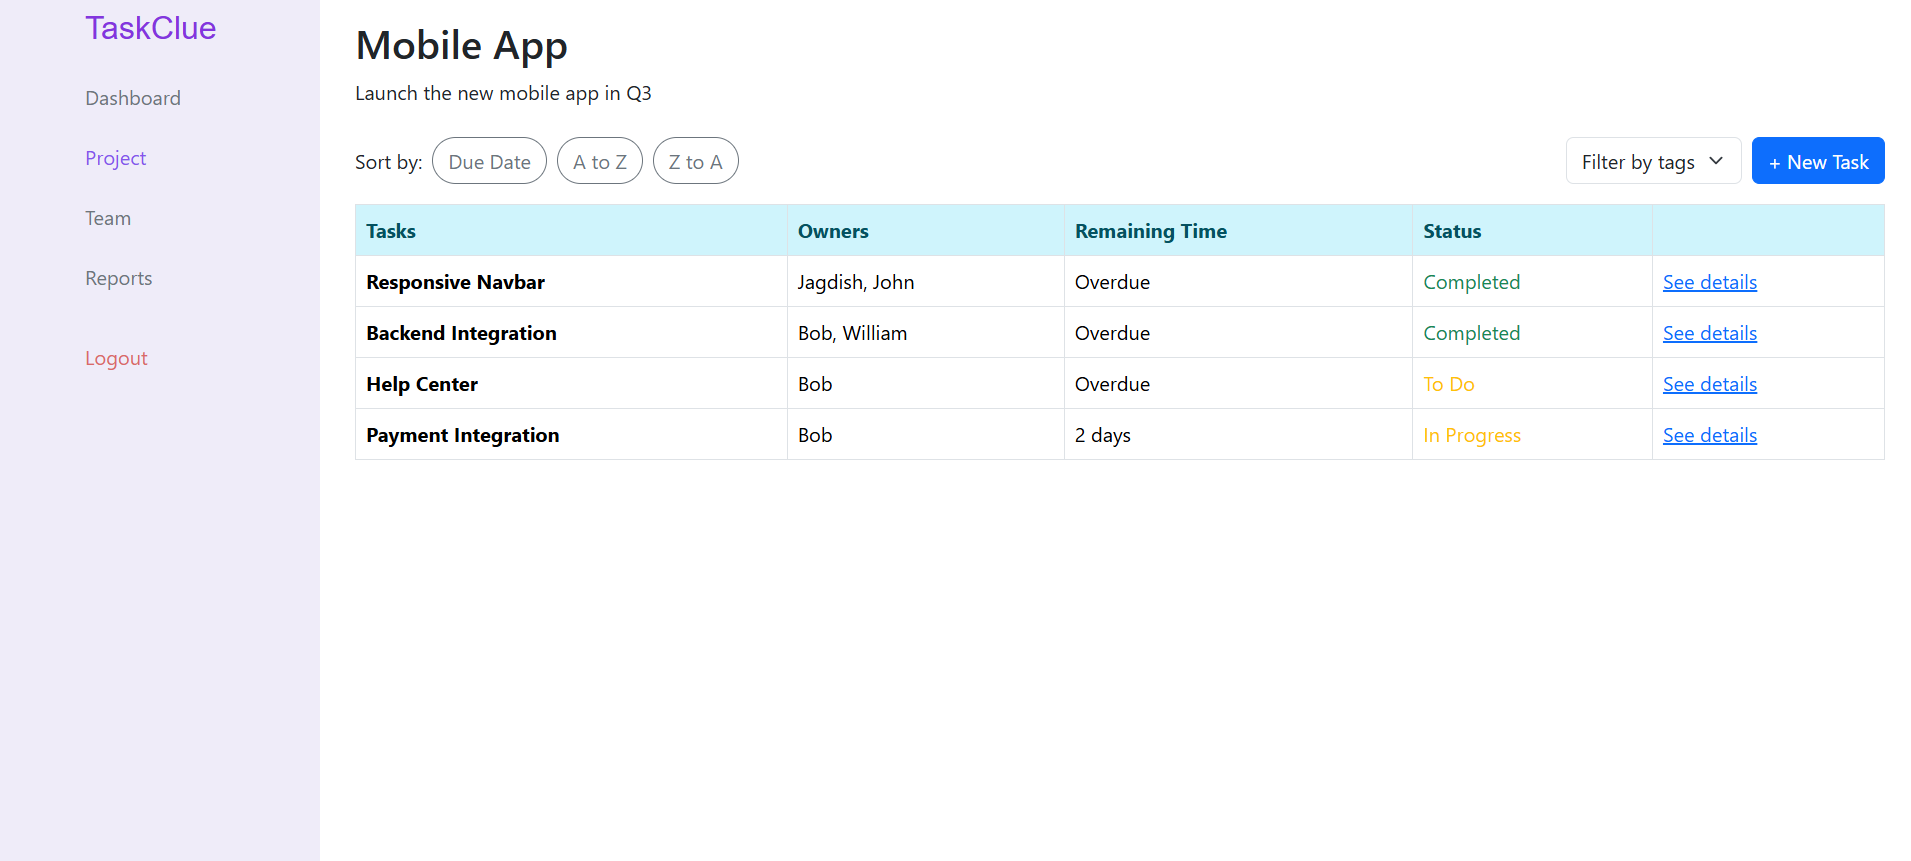 TaskClue
Dashboard
Project
Team
Reports
Logout
Mobile App
Launch the new mobile app in Q3
Sort by: Due Date A to Z Z to A Filter by tags + New Task
Tasks Owners Remaining Time Status
Responsive Navbar Jagdish, John Overdue Completed See details
Backend Integration Bob, William Overdue Completed See details
Help Center Bob Overdue To Do See details
Payment Integration Bob 2 days In Progress See details